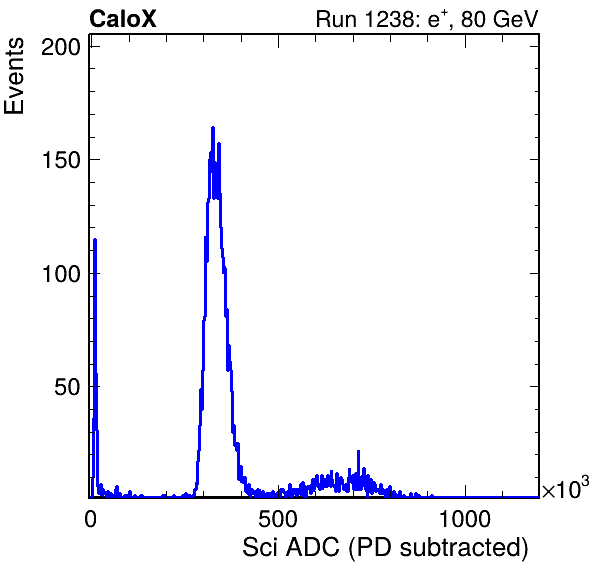 CaloX Run 1238: e⁺, 80 GeV
Events
200
150
100
50
0 500 1000 ×10³
Sci ADC (PD subtracted)